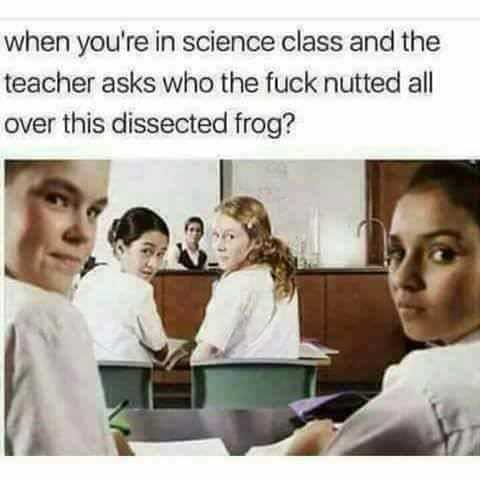 when you're in science class and the
teacher asks who the fuck nutted all
over this dissected frog?